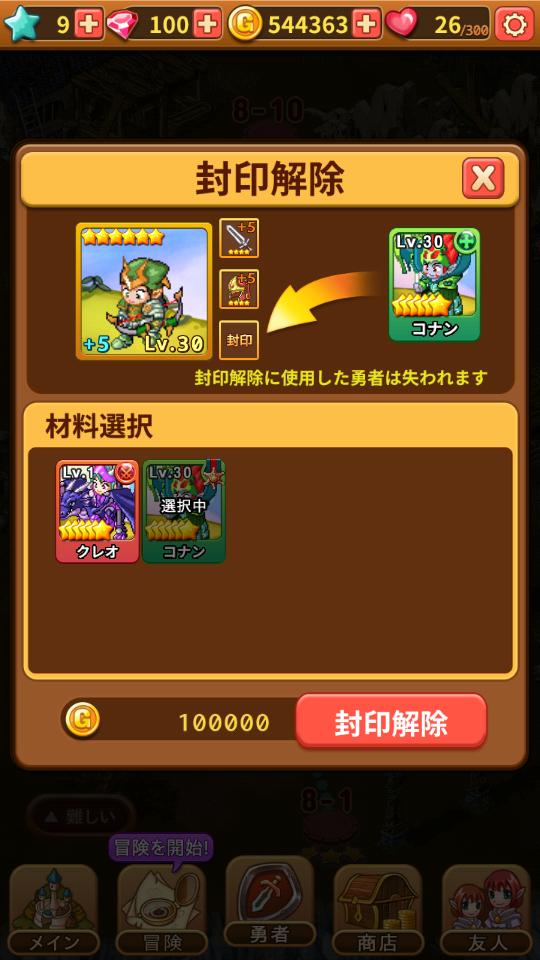 9
100
544363
26/300
8-10
封印解除
+5
+5
封印
+5
Lv.30
Lv.30
コナン
封印解除に使用した勇者は失われます
材料選択
Lv.1
クレオ
Lv.30
選択中
コナン
G
100000
封印解除
8-1
▲ 難しい
冒険を開始!
メイン
冒険
勇者
商店
友人